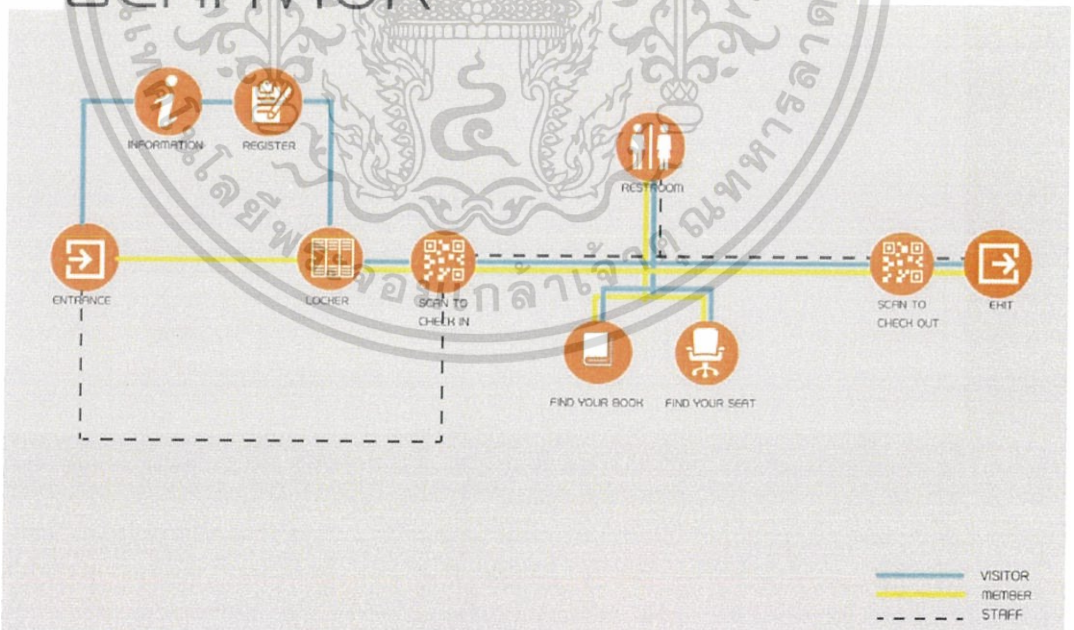 BEHAVIOR
INFORMATION
REGISTER
RESTROOM
ENTRANCE
LOCKER
SCAN TO
CHECK IN
SCAN TO
CHECK OUT
EXIT
FIND YOUR BOOK
FIND YOUR SEAT
VISITOR
MEMBER
STAFF